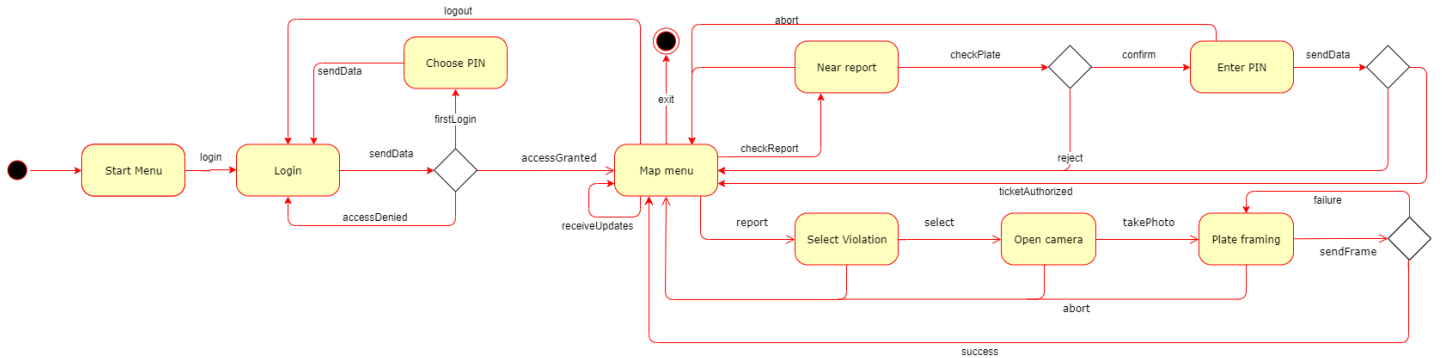 logout
abort
Choose PIN
sendData
Near report
checkPlate
confirm
Enter PIN
sendData
exit
firstLogin
login
sendData
accessGranted
checkReport
reject
Start Menu
Login
Map menu
ticketAuthorized
accessDenied
receiveUpdates
failure
report
select
takePhoto
Select Violation
Open camera
Plate framing
sendFrame
abort
success